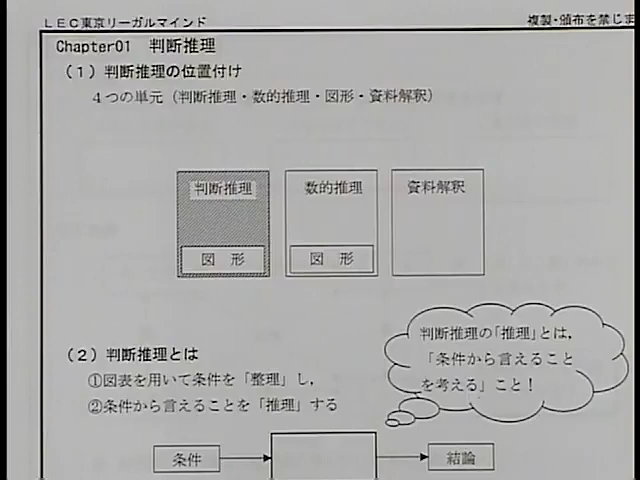 LEC東京リーガルマインド
複製・頒布を禁じま
Chapter01 判断推理
(1)判断推理の位置付け
4つの単元(判断推理・数的推理・図形・資料解釈)
判断推理 数的推理 資料解釈
図 形 図 形
判断推理の「推理」とは,
「条件から言えること
を考える」こと!
(2)判断推理とは
①図表を用いて条件を「整理」し,
②条件から言えることを「推理」する
条件 結論